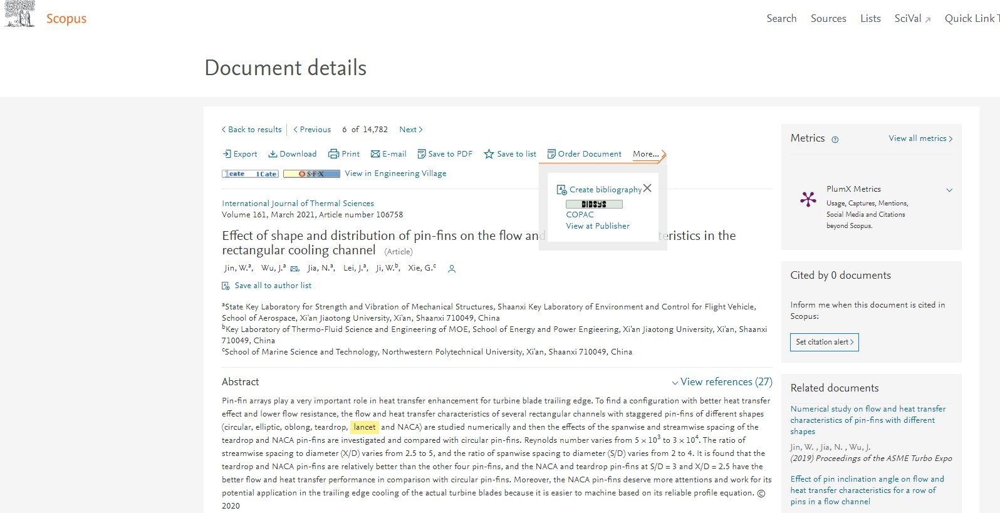 Scopus
Search Sources Lists SciVal Quick Link
Document details
Back to results Previous 6 of 14,782 Next
Export Download Print E-mail Save to PDF Save to list Order Document More...
1cate 1Cate S•F•X View in Engineering Village
Create bibliography
BIOSYS
COPAC
View at Publisher
International Journal of Thermal Sciences
Volume 161, March 2021, Article number 106758
Effect of shape and distribution of pin-fins on the flow and teristics in the
rectangular cooling channel (Article)
Jin, W.ᵃ, Wu, J.ᵃ, Jia, N.ᵃ, Lei, J.ᵃ, Ji, W.ᵇ, Xie, G.ᶜ
Save all to author list
ᵃState Key Laboratory for Strength and Vibration of Mechanical Structures, Shaanxi Key Laboratory of Environment and Control for Flight Vehicle,
School of Aerospace, Xi'an Jiaotong University, Xi'an, Shaanxi 710049, China
ᵇKey Laboratory of Thermo-Fluid Science and Engineering of MOE, School of Energy and Power Engieering, Xi'an Jiaotong University, Xi'an, Shaanxi
710049, China
ᶜSchool of Marine Science and Technology, Northwestern Polytechnical University, Xi'an, Shaanxi 710049, China
Abstract View references (27)
Pin-fin arrays play a very important role in heat transfer enhancement for turbine blade trailing edge. To find a configuration with better heat transfer
effect and lower flow resistance, the flow and heat transfer characteristics of several rectangular channels with staggered pin-fins of different shapes
(circular, elliptic, oblong, teardrop, lancet and NACA) are studied numerically and then the effects of the spanwise and streamwise spacing of the
teardrop and NACA pin-fins are investigated and compared with circular pin-fins. Reynolds number varies from 5 × 10³ to 3 × 10⁴. The ratio of
streamwise spacing to diameter (X/D) varies from 2.5 to 5, and the ratio of spanwise spacing to diameter (S/D) varies from 2 to 4. It is found that the
teardrop and NACA pin-fins are relatively better than the other four pin-fins, and the NACA and teardrop pin-fins at S/D = 3 and X/D = 2.5 have the
better flow and heat transfer performance in comparison with circular pin-fins. Moreover, the NACA pin-fins deserve more attentions and work for its
potential application in the trailing edge cooling of the actual turbine blades because it is easier to machine based on its reliable profile equation. ©
2020
Metrics View all metrics
PlumX Metrics
Usage, Captures, Mentions,
Social Media and Citations
beyond Scopus.
Cited by 0 documents
Inform me when this document is cited in
Scopus:
Set citation alert
Related documents
Numerical study on flow and heat transfer
characteristics of pin-fins with different
shapes
Jin, W. , Jia, N. , Wu, J.
(2019) Proceedings of the ASME Turbo Expo
Effect of pin inclination angle on flow and
heat transfer characteristics for a row of
pins in a flow channel